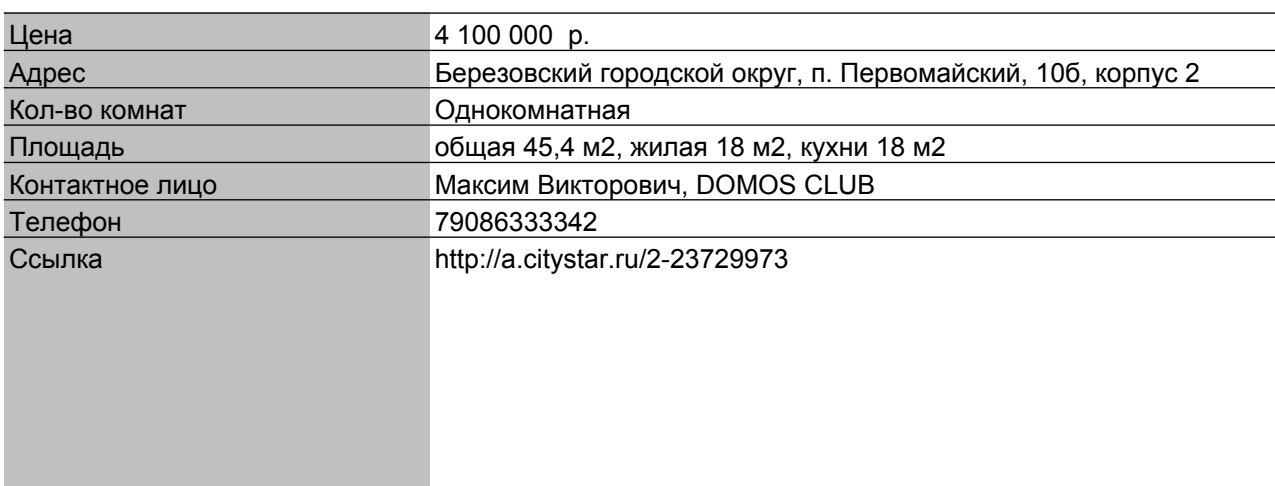 Цена 4 100 000 р.
Адрес Березовский городской округ, п. Первомайский, 10б, корпус 2
Кол-во комнат Однокомнатная
Площадь общая 45,4 м2, жилая 18 м2, кухни 18 м2
Контактное лицо Максим Викторович, DOMOS CLUB
Телефон 79086333342
Ссылка http://a.citystar.ru/2-23729973